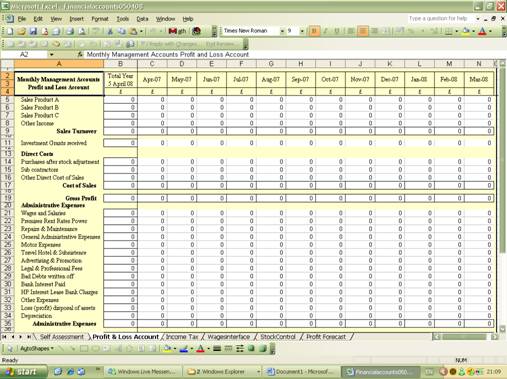 Microsoft Excel - Financialaccounts050408
File Edit View Insert Format Tools Data Window Help
Type a question for help
Times New Roman 9 B I U
Reply with Changes... End Review...
A2 fx Monthly Management Accounts Profit and Loss Account
A B C D E F G H I J K L M N
2 Monthly Management Accounts Total Year Apr-07 May-07 Jun-07 Jul-07 Aug-07 Sep-07 Oct-07 Nov-07 Dec-07 Jan-08 Feb-08 Mar-08
3 Profit and Loss Account 5 April 08
4 £ £ £ £ £ £ £ £ £ £ £ £ £
5 Sales Product A 0 0 0 0 0 0 0 0 0 0 0 0 0
6 Sales Product B 0 0 0 0 0 0 0 0 0 0 0 0 0
7 Sales Product C 0 0 0 0 0 0 0 0 0 0 0 0 0
8 Other Income 0 0 0 0 0 0 0 0 0 0 0 0 0
9 Sales Turnover 0 0 0 0 0 0 0 0 0 0 0 0 0
11 Investment Grants received 0 0 0 0 0 0 0 0 0 0 0 0 0
13 Direct Costs
14 Purchases after stock adjustment 0 0 0 0 0 0 0 0 0 0 0 0 0
15 Sub contractors 0 0 0 0 0 0 0 0 0 0 0 0 0
16 Other Direct Cost of Sales 0 0 0 0 0 0 0 0 0 0 0 0 0
17 Cost of Sales 0 0 0 0 0 0 0 0 0 0 0 0 0
19 Gross Profit 0 0 0 0 0 0 0 0 0 0 0 0 0
20 Administrative Expenses
21 Wages and Salaries 0 0 0 0 0 0 0 0 0 0 0 0 0
22 Premises Rent Rates Power 0 0 0 0 0 0 0 0 0 0 0 0 0
23 Repairs & Maintenance 0 0 0 0 0 0 0 0 0 0 0 0 0
24 General Administrative Expenses 0 0 0 0 0 0 0 0 0 0 0 0 0
25 Motor Expenses 0 0 0 0 0 0 0 0 0 0 0 0 0
26 Travel Hotel & Subsistence 0 0 0 0 0 0 0 0 0 0 0 0 0
27 Advertising & Promotion 0 0 0 0 0 0 0 0 0 0 0 0 0
28 Legal & Professional Fees 0 0 0 0 0 0 0 0 0 0 0 0 0
29 Bad Debts written off 0 0 0 0 0 0 0 0 0 0 0 0 0
30 Bank Interest Paid 0 0 0 0 0 0 0 0 0 0 0 0 0
31 HP Interest Lease Bank Charges 0 0 0 0 0 0 0 0 0 0 0 0 0
32 Other Expenses 0 0 0 0 0 0 0 0 0 0 0 0 0
33 Loss (profit) disposal of assets 0 0 0 0 0 0 0 0 0 0 0 0 0
34 Depreciation 0 0 0 0 0 0 0 0 0 0 0 0 0
35 Administrative Expenses 0 0 0 0 0 0 0 0 0 0 0 0 0
Self Assessment Profit & Loss Account Income Tax Wagesinterface StockControl Profit Forecast
AutoShapes
Ready NUM
start Windows Live Messen... 2 Windows Explorer Document1 - Microsof... Financialaccounts050... EN 21:09